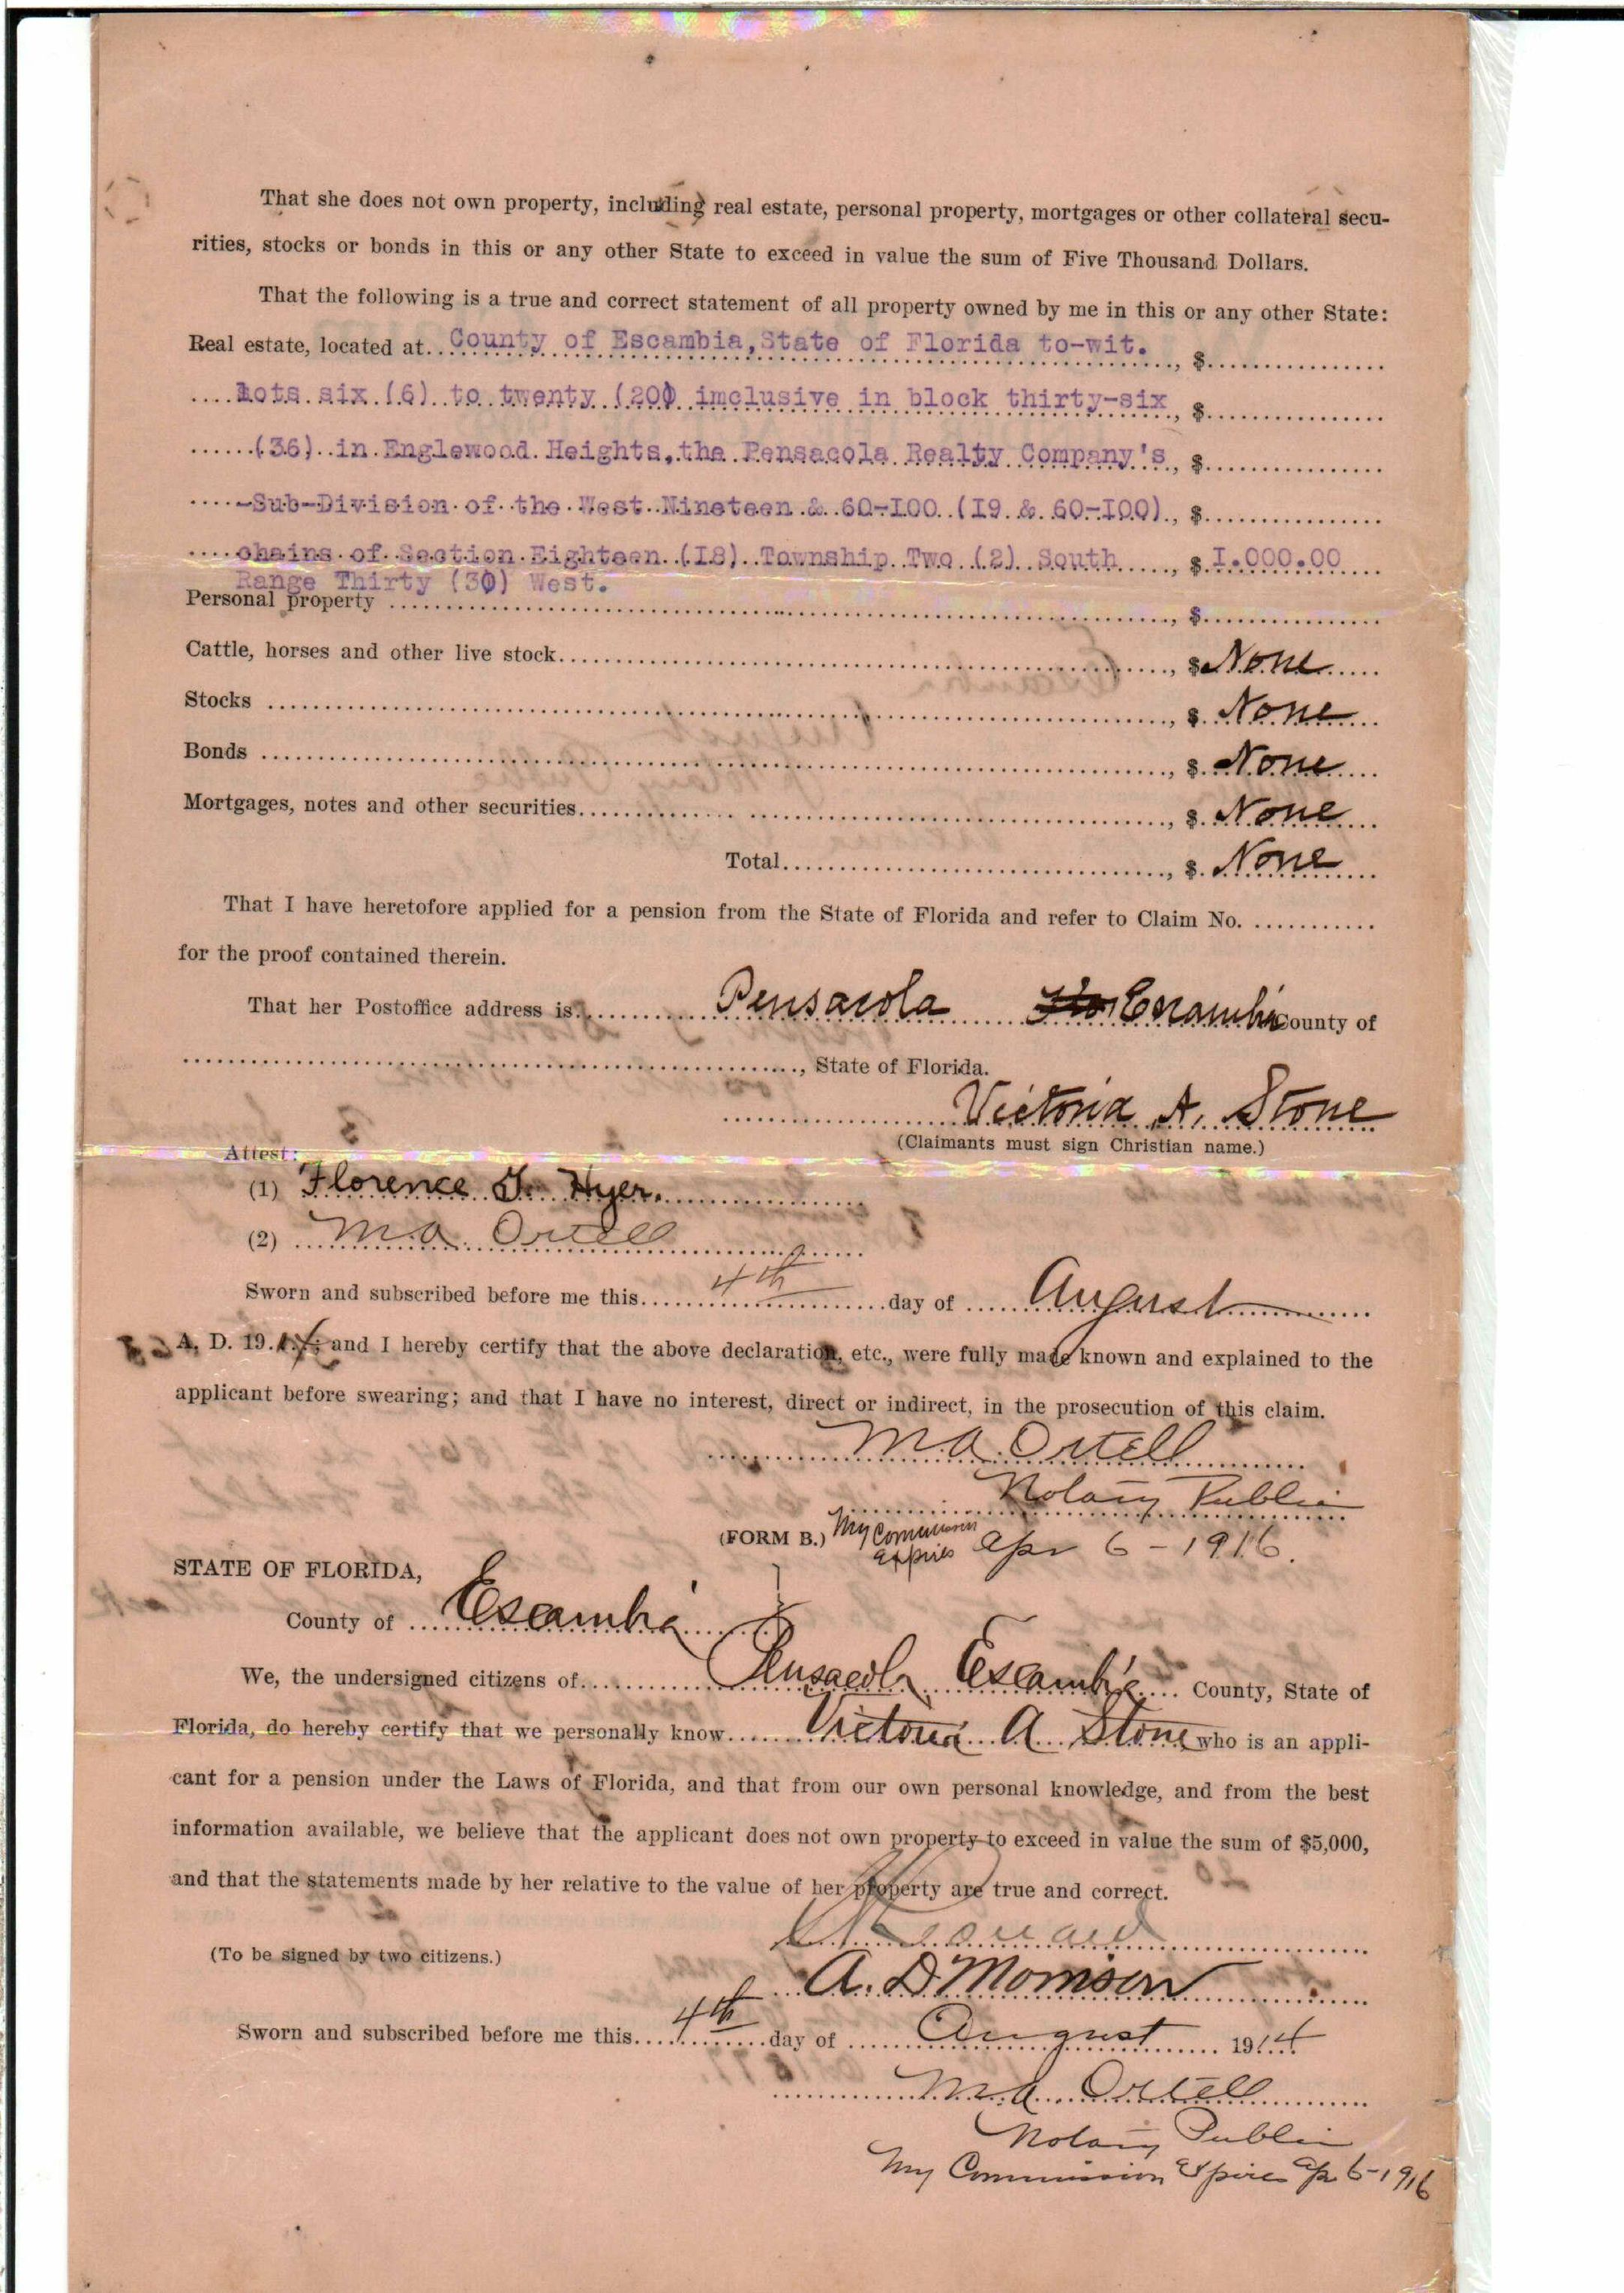 That she does not own property, including real estate, personal property, mortgages or other collateral secu-
rities, stocks or bonds in this or any other State to exceed in value the sum of Five Thousand Dollars.
That the following is a true and correct statement of all property owned by me in this or any other State:
Real estate, located at County of Escambia,State of Florida to-wit. , $
Lots six (6) to twenty (20) imclusive in block thirty-six , $
(36) in Englewood Heights,the Pensacola Realty Company's , $
-Sub-Division of the West Nineteen & 60-I00 (I9 & 60-I00) , $
chains of Section Eighteen (I8) Township Two (2) South , $ I.000.00
Range Thirty (30) West.
Personal property , $
Cattle, horses and other live stock , $ None
Stocks , $ None
Bonds , $ None
Mortgages, notes and other securities , $ None
Total , $ None
That I have heretofore applied for a pension from the State of Florida and refer to Claim No.
for the proof contained therein.
That her Postoffice address is Pensacola Escambia County of
, State of Florida.
Victoria A. Stone
(Claimants must sign Christian name.)
Attest:
(1) Florence G. Hyer.
(2) M. A. Ortell
Sworn and subscribed before me this 4th day of August
A. D. 1914; and I hereby certify that the above declaration, etc., were fully made known and explained to the
applicant before swearing; and that I have no interest, direct or indirect, in the prosecution of this claim.
M. A. Ortell
Notary Public
(FORM B.) My Commission Expires Apr 6-1916.
STATE OF FLORIDA,
County of Escambia
We, the undersigned citizens of Pensacola Escambia County, State of
Florida, do hereby certify that we personally know Victoria A Stone who is an appli-
cant for a pension under the Laws of Florida, and that from our own personal knowledge, and from the best
information available, we believe that the applicant does not own property to exceed in value the sum of $5,000,
and that the statements made by her relative to the value of her property are true and correct.
(To be signed by two citizens.)
A. D. Morrison
Sworn and subscribed before me this 4th day of August 1914
M. A. Ortell
Notary Public
My Commission Expires Apr 6-1916